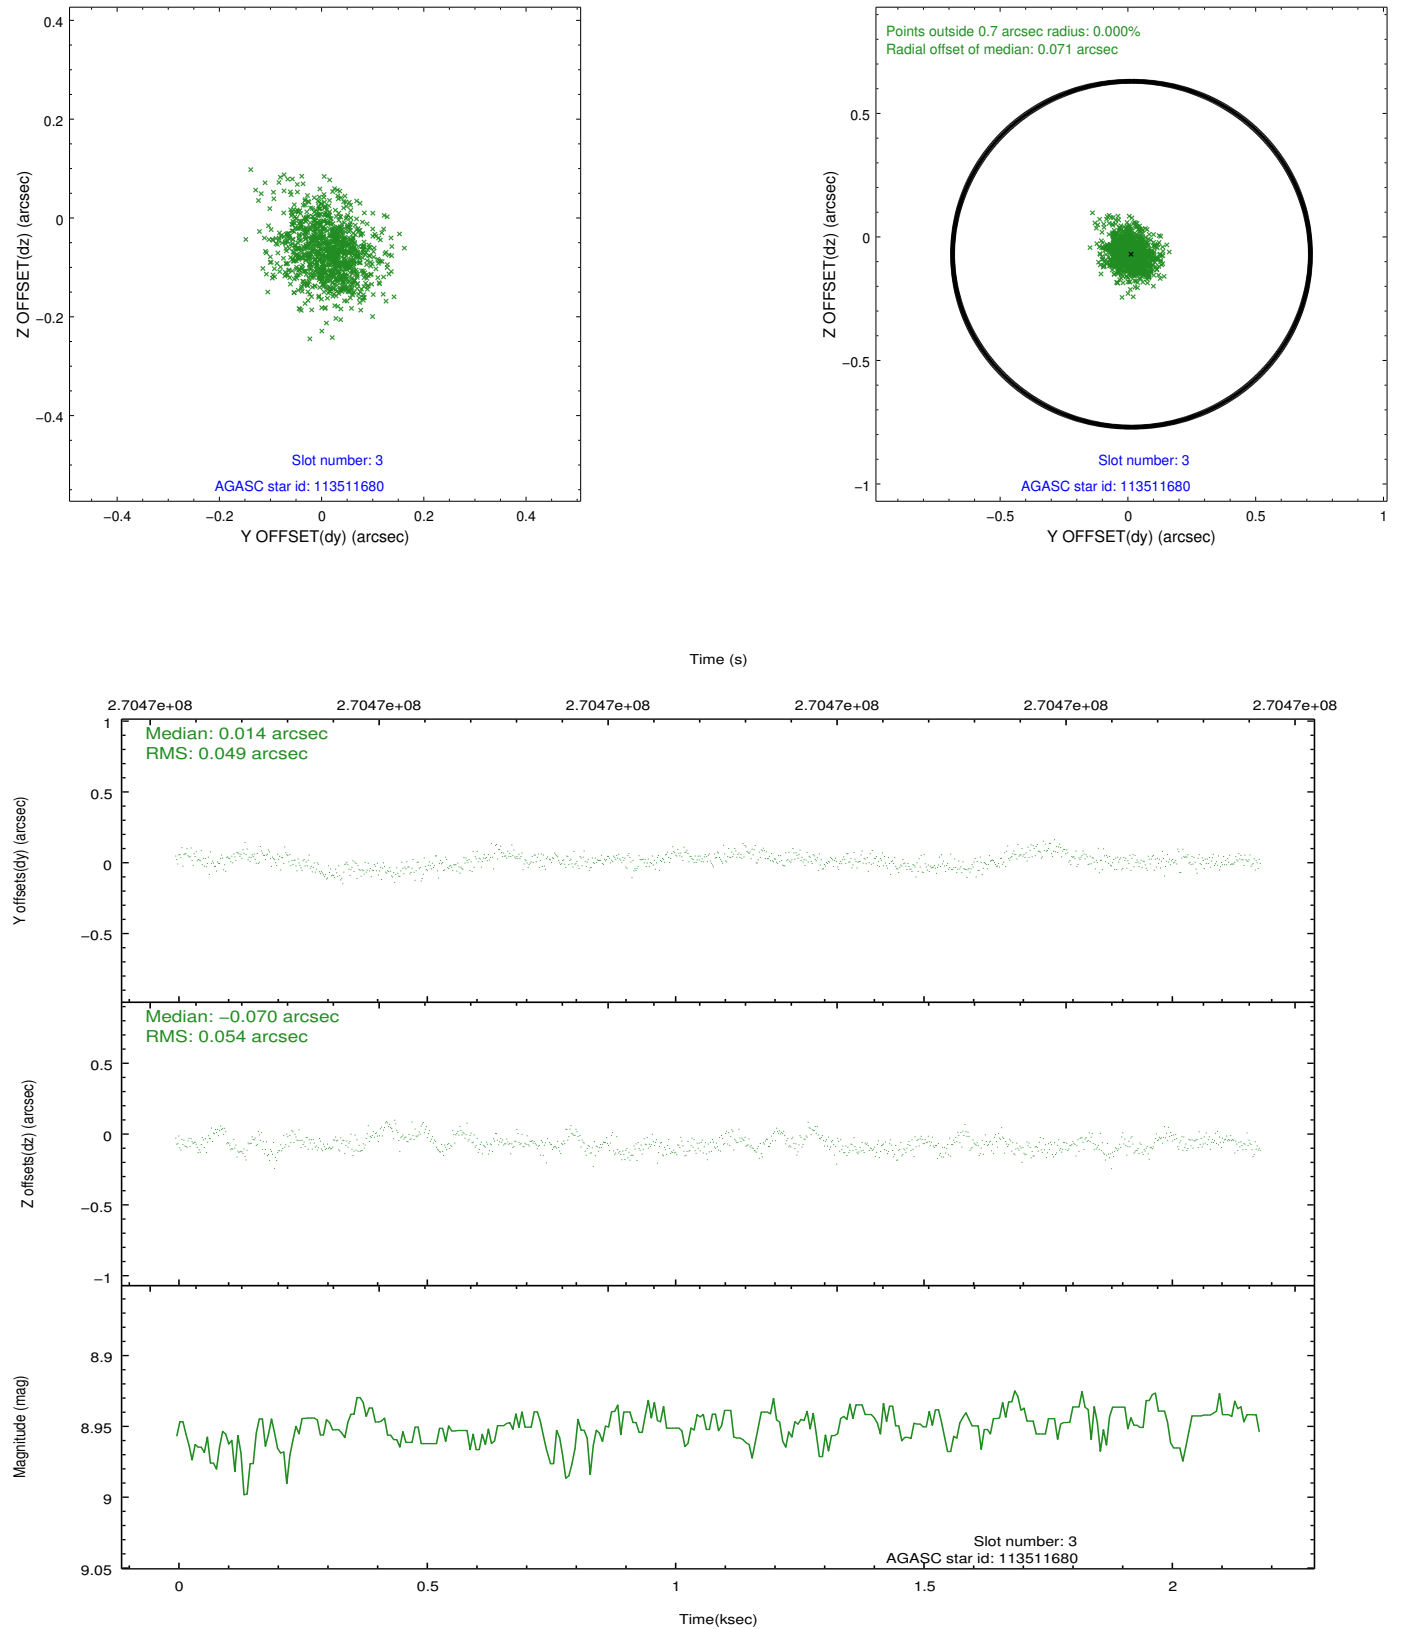 0.4
0.2
0
−0.2
−0.4
Z OFFSET(dz) (arcsec)
Slot number: 3
AGASC star id: 113511680
−0.4 −0.2 0 0.2 0.4
Y OFFSET(dy) (arcsec)
Points outside 0.7 arcsec radius: 0.000%
Radial offset of median: 0.071 arcsec
0.5
0
−0.5
−1
Z OFFSET(dz) (arcsec)
Slot number: 3
AGASC star id: 113511680
−0.5 0 0.5 1
Y OFFSET(dy) (arcsec)
Time (s)
2.7047e+08 2.7047e+08 2.7047e+08 2.7047e+08 2.7047e+08 2.7047e+08
Median: 0.014 arcsec
RMS: 0.049 arcsec
1
0.5
0
−0.5
Y offsets(dy) (arcsec)
Median: −0.070 arcsec
RMS: 0.054 arcsec
0.5
0
−0.5
−1
Z offsets(dz) (arcsec)
8.9
8.95
9
9.05
Magnitude (mag)
Slot number: 3
AGASC star id: 113511680
0 0.5 1 1.5 2
Time(ksec)